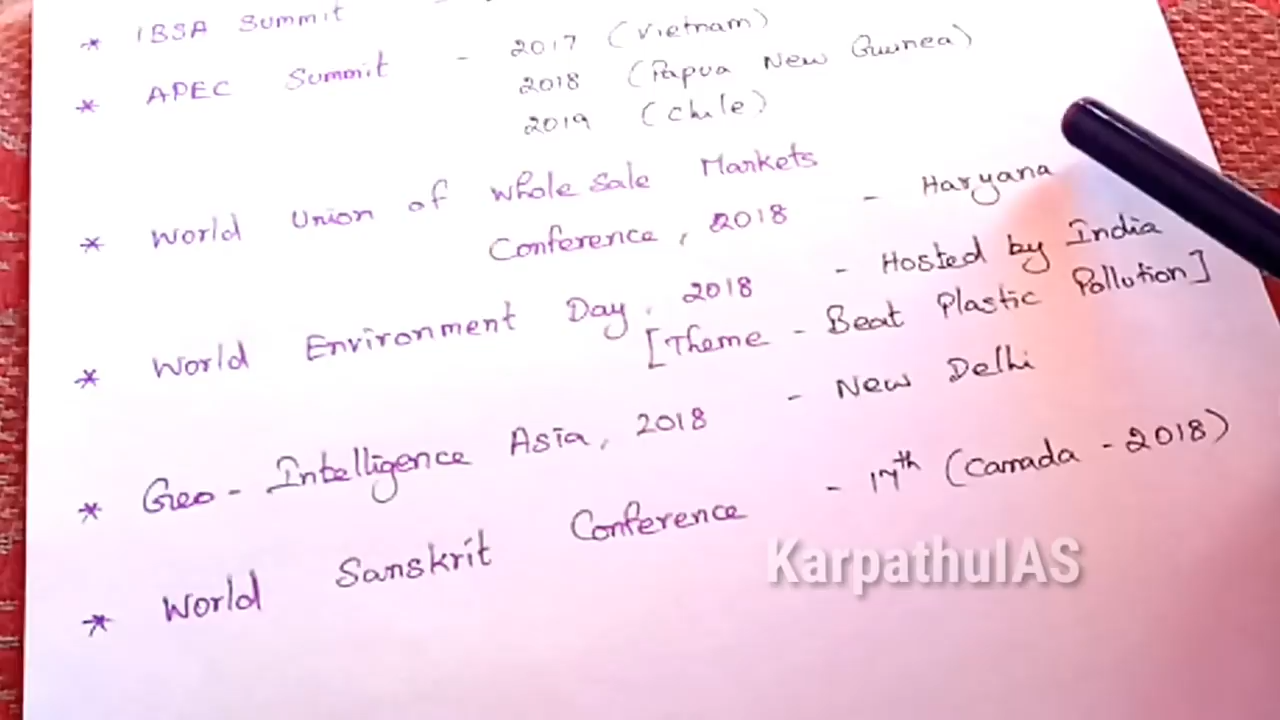 * IBSA Summit -
* APEC Summit - 2017 (Vietnam)
2018 (Papua New Guinea)
2019 (Chile)
* World Union of Whole Sale Markets
Conference, 2018 - Haryana
* World Environment Day, 2018 - Hosted by India
[Theme - Beat Plastic Pollution]
* Geo-Intelligence Asia, 2018 - New Delhi
* World Sanskrit Conference - 17th (Canada - 2018)
KarpathuIAS